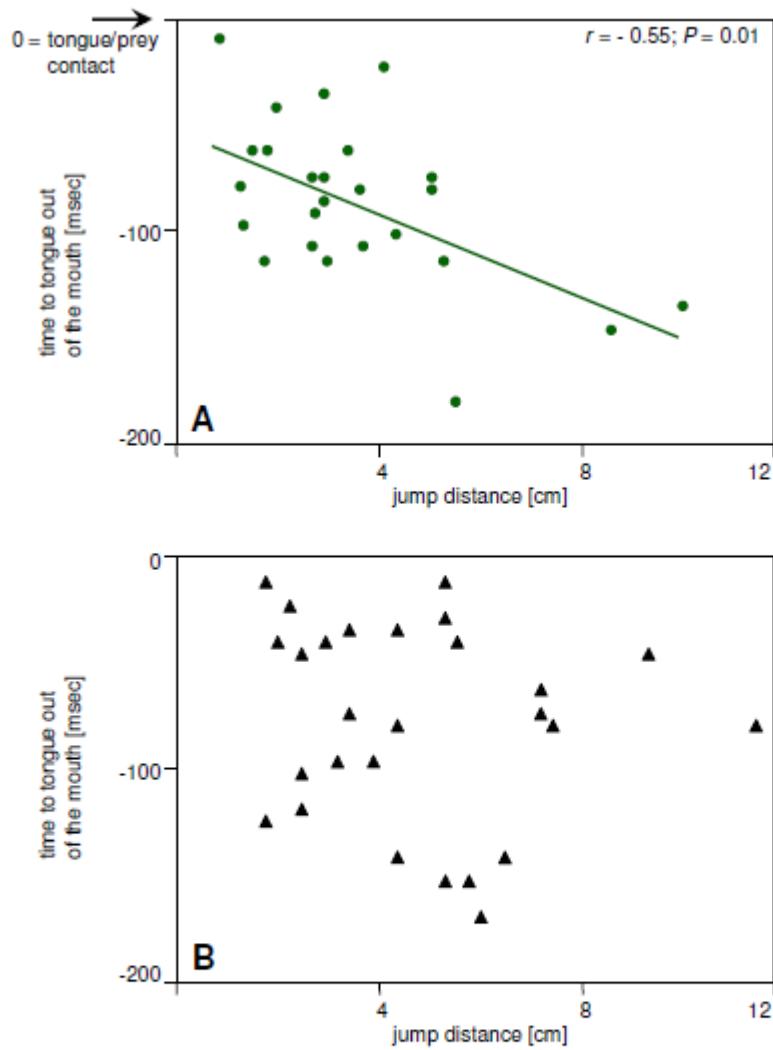 0 = tongue/prey
contact
r = - 0.55; P = 0.01
time to tongue out
of the mouth [msec]
-100
-200
A
4
8
12
jump distance [cm]
0
time to tongue out
of the mouth [msec]
-100
-200
B
4
8
12
jump distance [cm]